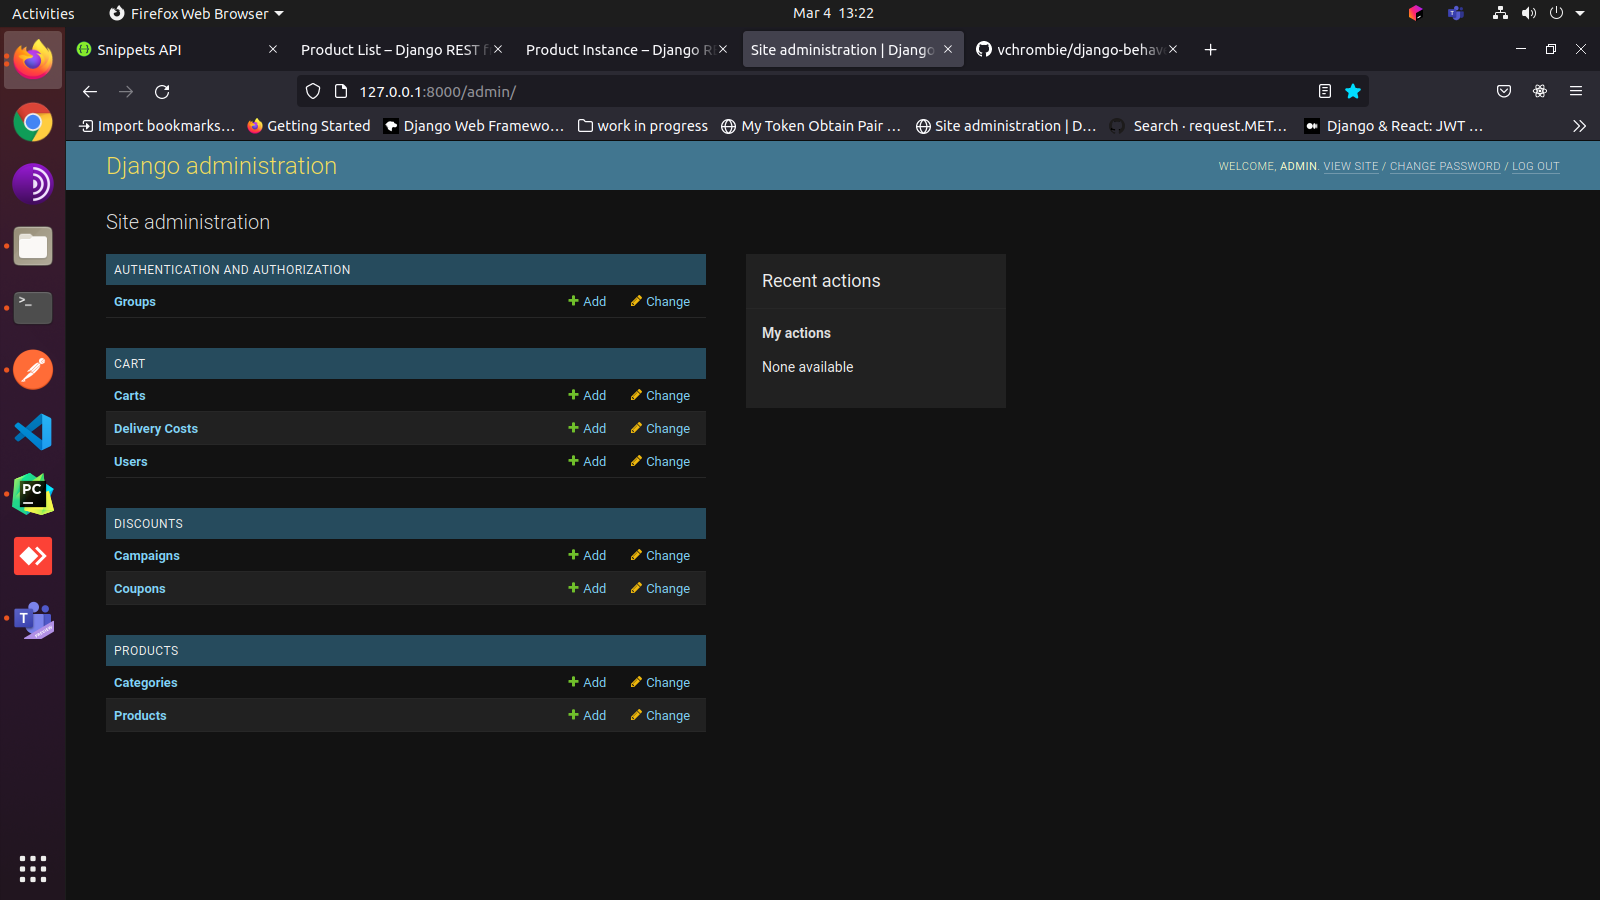 Activities
Firefox Web Browser
Mar 4 13:22
Snippets API
Product List – Django REST f
Product Instance – Django R
Site administration | Django
vchrombie/django-behave
127.0.0.1:8000/admin/
Import bookmarks…
Getting Started
Django Web Framewo…
work in progress
My Token Obtain Pair …
Site administration | D…
Search · request.MET…
Django & React: JWT …
Django administration
WELCOME, ADMIN. VIEW SITE / CHANGE PASSWORD / LOG OUT
Site administration
AUTHENTICATION AND AUTHORIZATION
Groups Add Change
CART
Carts Add Change
Delivery Costs Add Change
Users Add Change
DISCOUNTS
Campaigns Add Change
Coupons Add Change
PRODUCTS
Categories Add Change
Products Add Change
Recent actions
My actions
None available
>_
PC
T